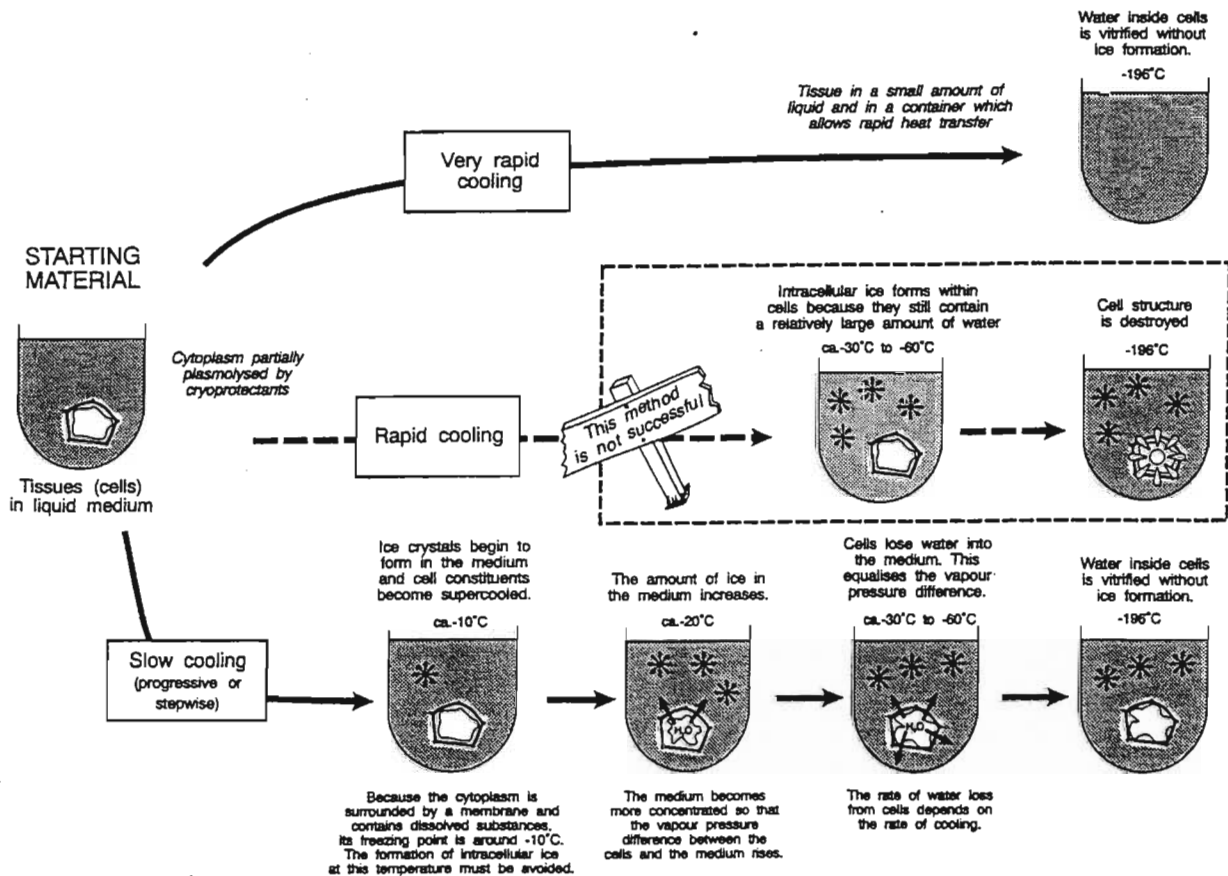 Water inside cells
is vitrified without
ice formation.
-196°C
Tissue in a small amount of
liquid and in a container which
allows rapid heat transfer
Very rapid
cooling
STARTING
MATERIAL
Cytoplasm partially
plasmolysed by
cryoprotectants
Tissues (cells)
in liquid medium
Rapid cooling
This method
is not successful
Intracellular ice forms within
cells because they still contain
a relatively large amount of water
ca.-30°C to -60°C
Cell structure
is destroyed
-196°C
Slow cooling
(progressive or
stepwise)
Ice crystals begin to
form in the medium
and cell constituents
become supercooled.
ca.-10°C
Because the cytoplasm is
surrounded by a membrane and
contains dissolved substances,
its freezing point is around -10°C.
The formation of intracellular ice
at this temperature must be avoided.
The amount of ice in
the medium increases.
ca.-20°C
H₂O
The medium becomes
more concentrated so that
the vapour pressure
difference between the
cells and the medium rises.
Cells lose water into
the medium. This
equalises the vapour
pressure difference.
ca.-30°C to -60°C
H₂O
The rate of water loss
from cells depends on
the rate of cooling.
Water inside cells
is vitrified without
ice formation.
-196°C